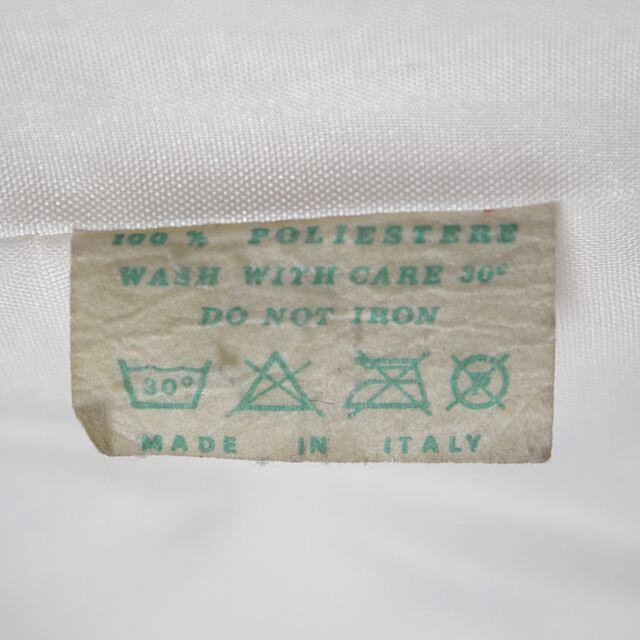 100 % POLIESTERE
WASH WITH CARE 30°
DO NOT IRON
30°
MADE IN ITALY